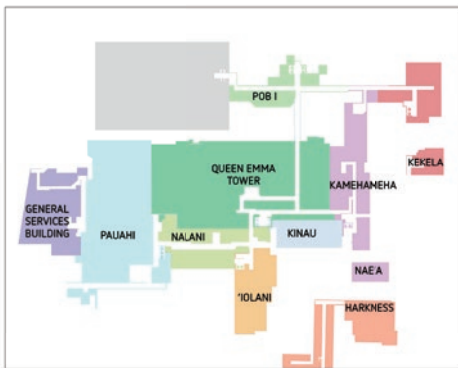 POB I
QUEEN EMMA
TOWER
KEKELA
KAMEHAMEHA
GENERAL
SERVICES
BUILDING
PAUAHI
NALANI
KINAU
NAE'A
'IOLANI
HARKNESS